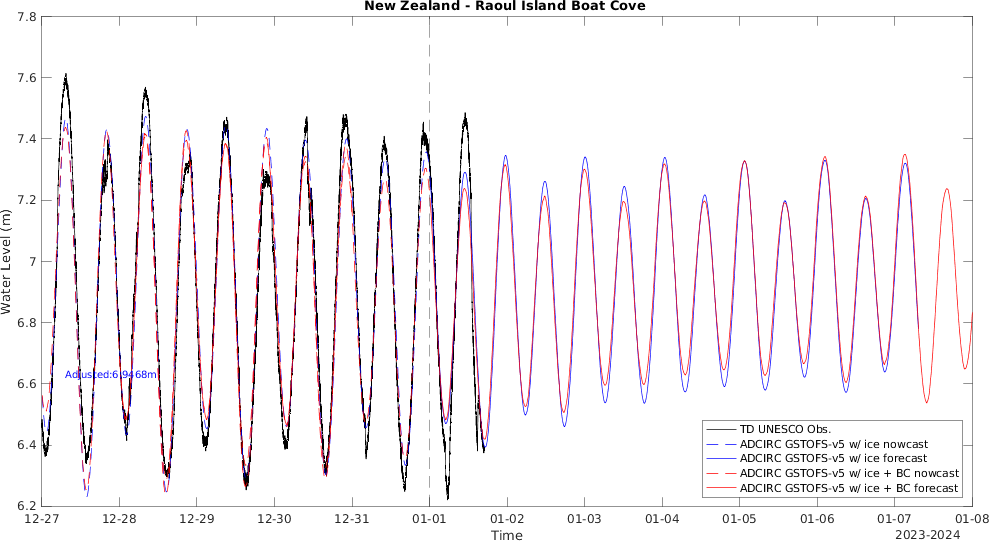 New Zealand - Raoul Island Boat Cove
7.8
7.6
7.4
7.2
7
6.8
6.6
6.4
6.2
Water Level (m)
Adjusted:6.9468m
TD UNESCO Obs.
ADCIRC GSTOFS-v5 w/ ice nowcast
ADCIRC GSTOFS-v5 w/ ice forecast
ADCIRC GSTOFS-v5 w/ ice + BC nowcast
ADCIRC GSTOFS-v5 w/ ice + BC forecast
12-27 12-28 12-29 12-30 12-31 01-01 01-02 01-03 01-04 01-05 01-06 01-07 01-08
Time
2023-2024